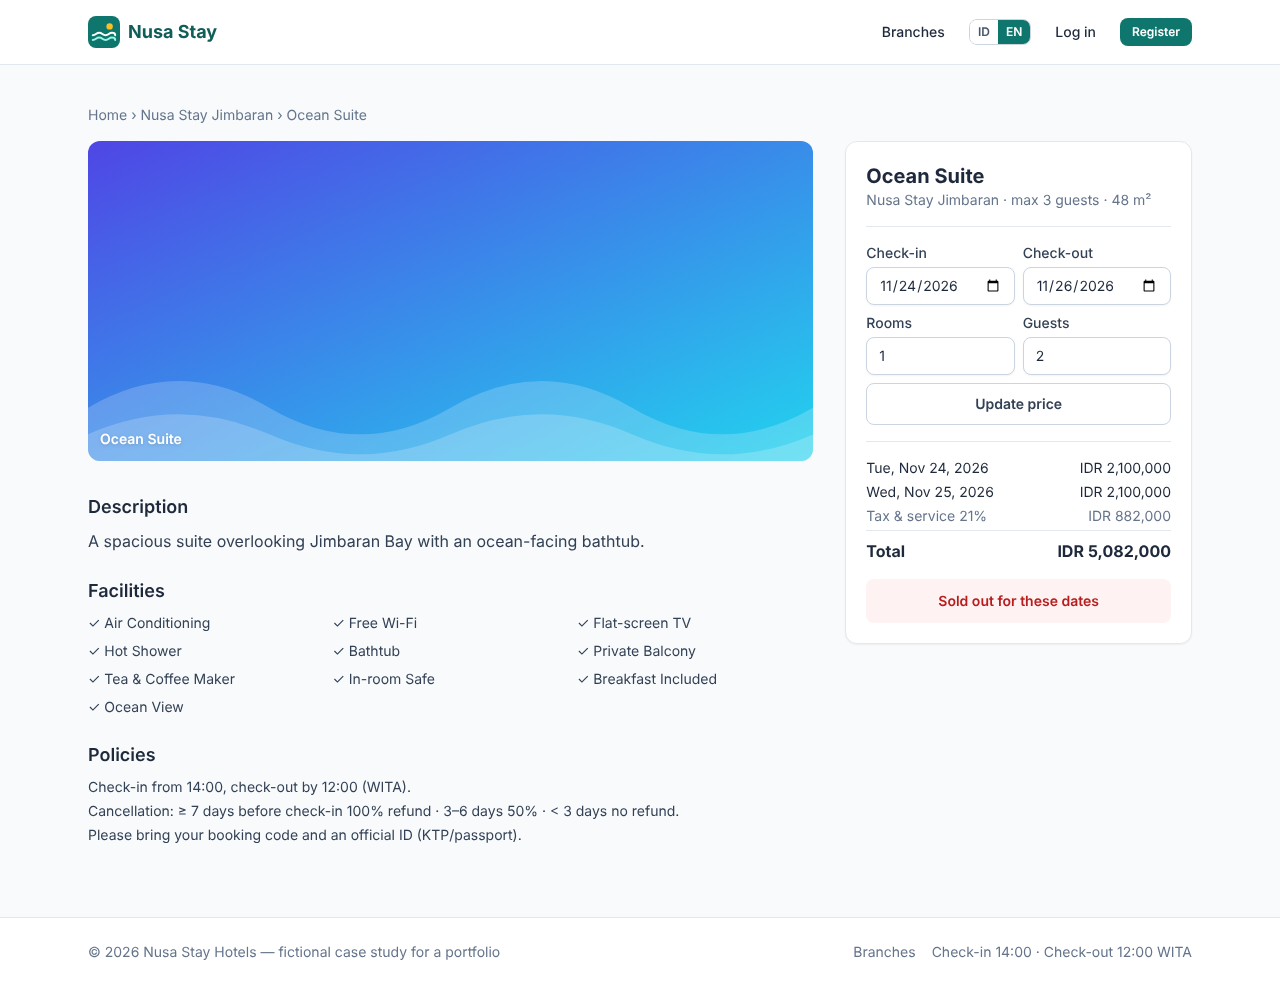 Nusa Stay
Branches
ID EN
Log in
Register
Home › Nusa Stay Jimbaran › Ocean Suite
Ocean Suite
Description
A spacious suite overlooking Jimbaran Bay with an ocean-facing bathtub.
Facilities
✓ Air Conditioning
✓ Free Wi-Fi
✓ Flat-screen TV
✓ Hot Shower
✓ Bathtub
✓ Private Balcony
✓ Tea & Coffee Maker
✓ In-room Safe
✓ Breakfast Included
✓ Ocean View
Policies
Check-in from 14:00, check-out by 12:00 (WITA).
Cancellation: ≥ 7 days before check-in 100% refund · 3–6 days 50% · < 3 days no refund.
Please bring your booking code and an official ID (KTP/passport).
Ocean Suite
Nusa Stay Jimbaran · max 3 guests · 48 m²
Check-in Check-out
11/24/2026 11/26/2026
Rooms Guests
1 2
Update price
Tue, Nov 24, 2026 IDR 2,100,000
Wed, Nov 25, 2026 IDR 2,100,000
Tax & service 21% IDR 882,000
Total IDR 5,082,000
Sold out for these dates
© 2026 Nusa Stay Hotels — fictional case study for a portfolio
Branches Check-in 14:00 · Check-out 12:00 WITA